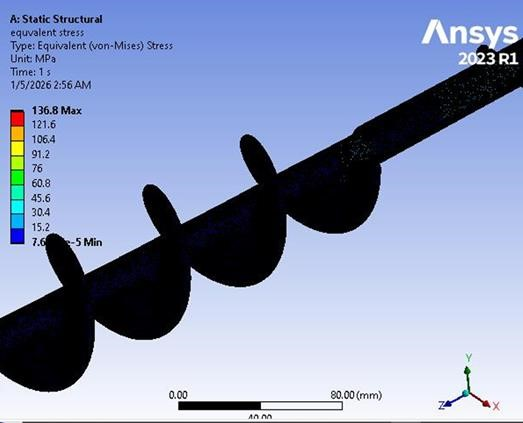 A: Static Structural
equvalent stress
Type: Equivalent (von-Mises) Stress
Unit: MPa
Time: 1 s
1/5/2026 2:56 AM
136.8 Max
121.6
106.4
91.2
76
60.8
45.6
30.4
15.2
e-5 Min
Ansys
2023 R1
0.00
80.00 (mm)
40.00
Y
Z
X